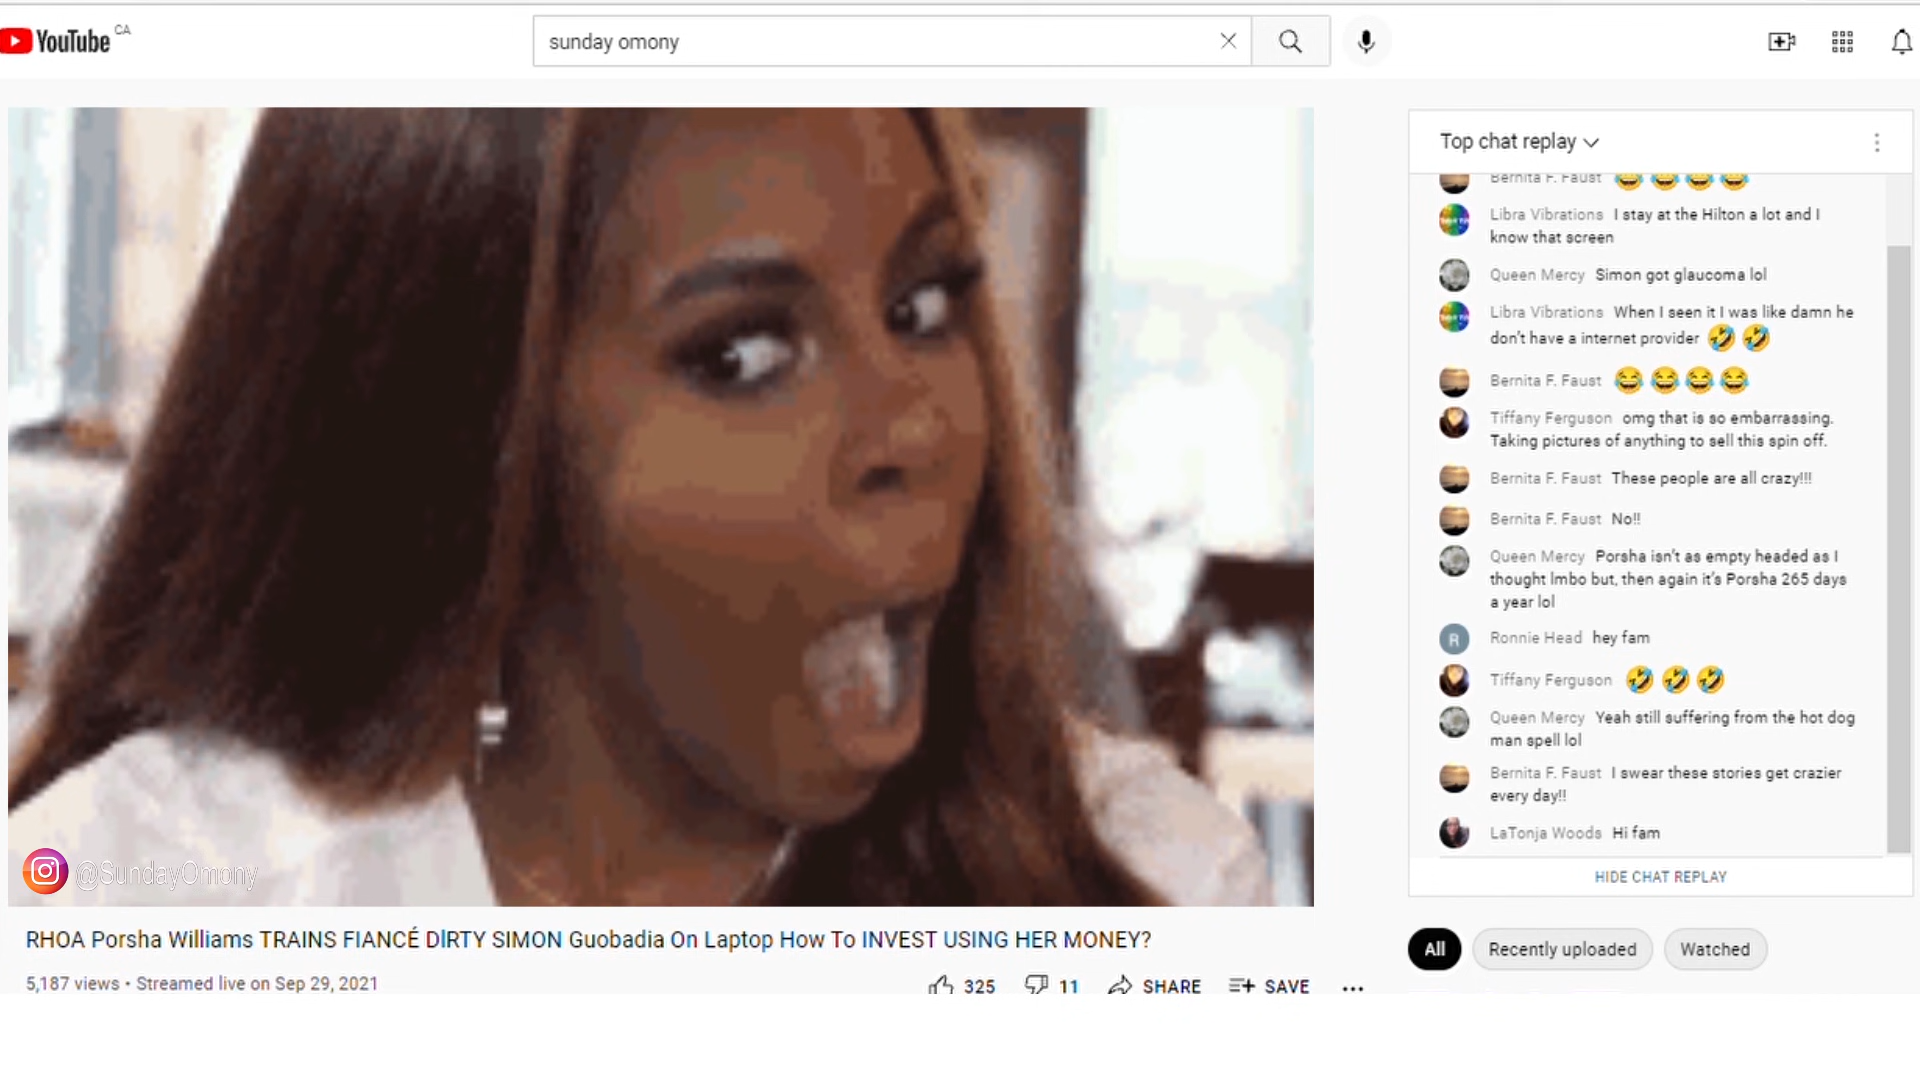 YouTube CA
sunday omony
@SundayOmony
RHOA Porsha Williams TRAINS FIANCÉ DIRTY SIMON Guobadia On Laptop How To INVEST USING HER MONEY?
5,187 views • Streamed live on Sep 29, 2021
325 11 SHARE SAVE
Top chat replay
Bernita F. Faust 😂😂😂😂
Libra Vibrations I stay at the Hilton a lot and I
know that screen
Queen Mercy Simon got glaucoma lol
Libra Vibrations When I seen it I was like damn he
don't have a internet provider 🤣🤣
Bernita F. Faust 😂😂😂😂
Tiffany Ferguson omg that is so embarrassing.
Taking pictures of anything to sell this spin off.
Bernita F. Faust These people are all crazy!!!
Bernita F. Faust No!!
Queen Mercy Porsha isn't as empty headed as I
thought lmbo but, then again it's Porsha 265 days
a year lol
R Ronnie Head hey fam
Tiffany Ferguson 🤣🤣🤣
Queen Mercy Yeah still suffering from the hot dog
man spell lol
Bernita F. Faust I swear these stories get crazier
every day!!
LaTonja Woods Hi fam
HIDE CHAT REPLAY
All Recently uploaded Watched